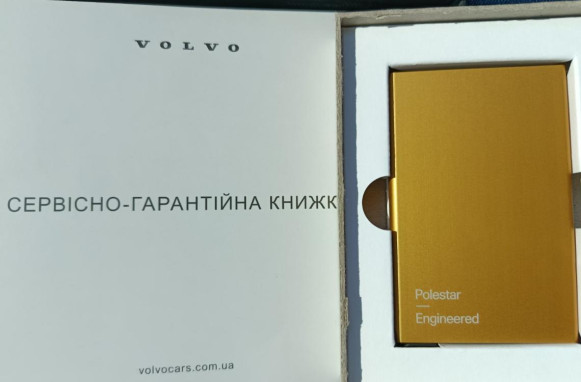 VOLVO
СЕРВІСНО-ГАРАНТІЙНА КНИЖК
volvocars.com.ua
Polestar
Engineered